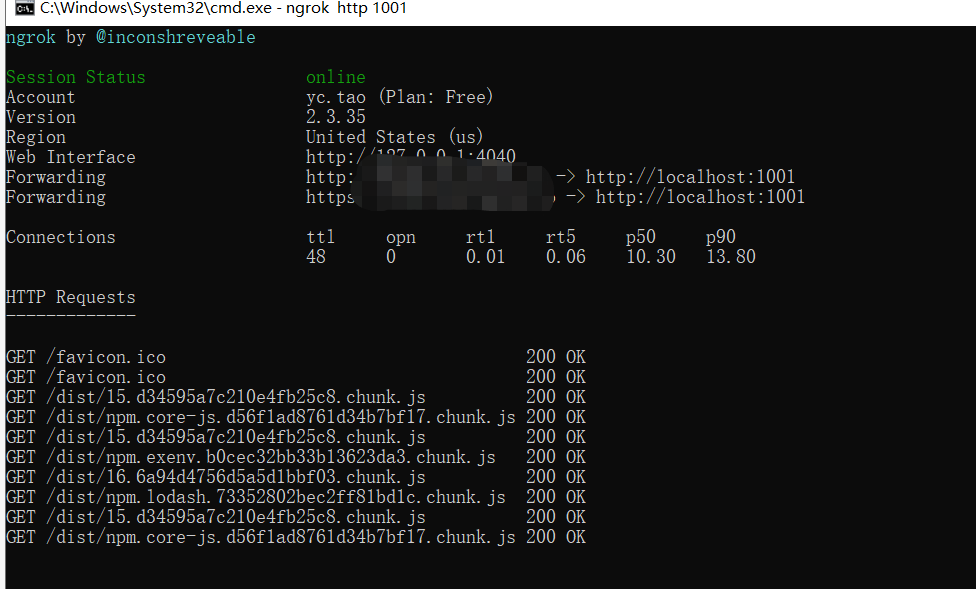 C:\Windows\System32\cmd.exe - ngrok http 1001
ngrok by @inconshreveable
Session Status online
Account yc.tao (Plan: Free)
Version 2.3.35
Region United States (us)
Web Interface http://127.0.0.1:4040
Forwarding http: -> http://localhost:1001
Forwarding https -> http://localhost:1001
Connections ttl opn rt1 rt5 p50 p90
48 0 0.01 0.06 10.30 13.80
HTTP Requests
-------------
GET /favicon.ico 200 OK
GET /favicon.ico 200 OK
GET /dist/15.d34595a7c210e4fb25c8.chunk.js 200 OK
GET /dist/npm.core-js.d56f1ad8761d34b7bf17.chunk.js 200 OK
GET /dist/15.d34595a7c210e4fb25c8.chunk.js 200 OK
GET /dist/npm.exenv.b0cec32bb33b13623da3.chunk.js 200 OK
GET /dist/16.6a94d4756d5a5d1bbf03.chunk.js 200 OK
GET /dist/npm.lodash.73352802bec2ff81bd1c.chunk.js 200 OK
GET /dist/15.d34595a7c210e4fb25c8.chunk.js 200 OK
GET /dist/npm.core-js.d56f1ad8761d34b7bf17.chunk.js 200 OK